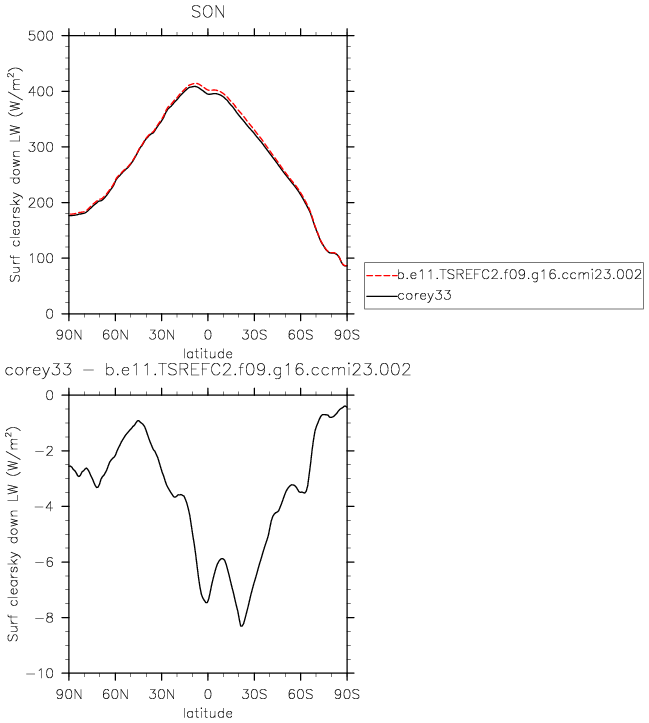 SON
Surf clearsky down LW (W/m²)
500
400
300
200
100
0
90N 60N 30N 0 30S 60S 90S
latitude
b.e11.TSREFC2.f09.g16.ccmi23.002
corey33
corey33 − b.e11.TSREFC2.f09.g16.ccmi23.002
Surf clearsky down LW (W/m²)
0
−2
−4
−6
−8
−10
90N 60N 30N 0 30S 60S 90S
latitude